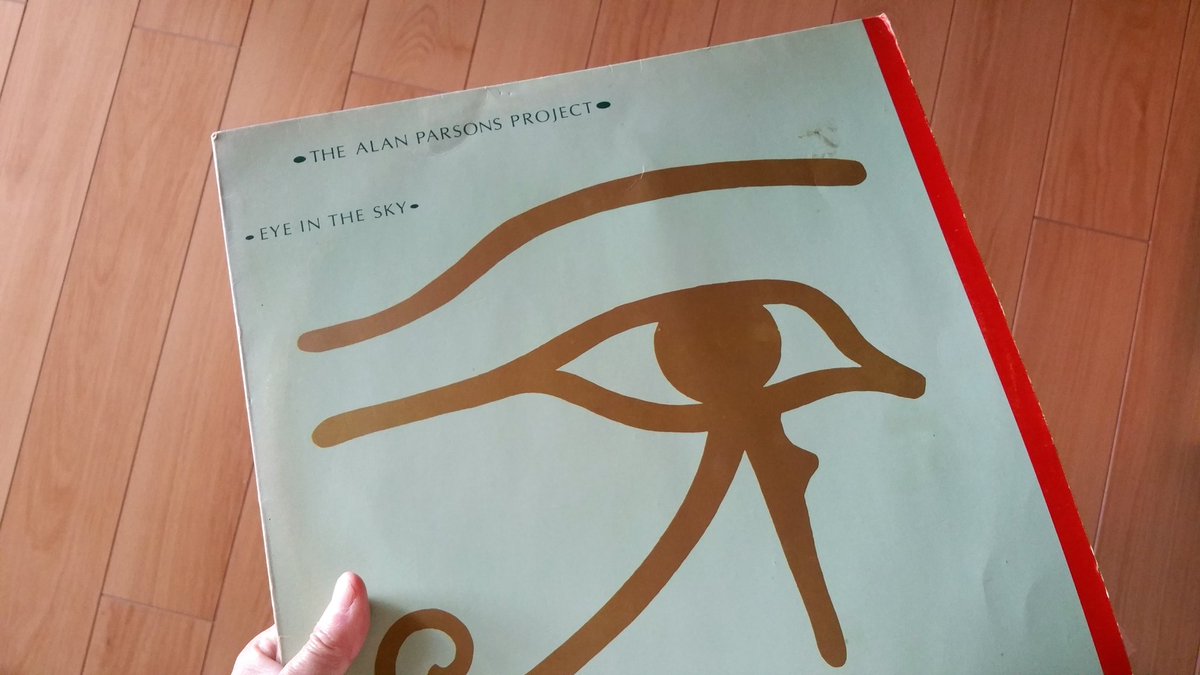 •THE ALAN PARSONS PROJECT•
•EYE IN THE SKY•